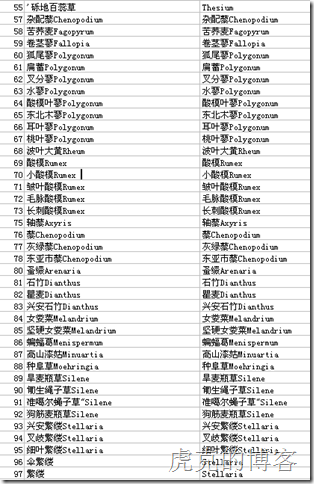 55 '砾地百蕊草 Thesium
57 杂配藜Chenopodium 杂配藜Chenopodium
58 苦荞麦Fagopyrum 苦荞麦Fagopyrum
59 卷茎蓼Fallopia 卷茎蓼Fallopia
60 狐尾蓼Polygonum 狐尾蓼Polygonum
61 扁蓄Polygonum 扁蓄Polygonum
62 叉分蓼Polygonum 叉分蓼Polygonum
63 水蓼Polygonum 水蓼Polygonum
64 酸模叶蓼Polygonum 酸模叶蓼Polygonum
65 东北木蓼Polygonum 东北木蓼Polygonum
66 耳叶蓼Polygonum 耳叶蓼Polygonum
67 桃叶蓼Polygonum 桃叶蓼Polygonum
68 波叶大黄Rheum 波叶大黄Rheum
69 酸模Rumex 酸模Rumex
70 小酸模Rumex 小酸模Rumex
71 皱叶酸模Rumex 皱叶酸模Rumex
72 毛脉酸模Rumex 毛脉酸模Rumex
73 长刺酸模Rumex 长刺酸模Rumex
75 轴藜Axyris 轴藜Axyris
76 藜Chenopodium 藜Chenopodium
77 灰绿藜Chenopodium 灰绿藜Chenopodium
78 东亚市藜Chenopodium 东亚市藜Chenopodium
80 蚤缀Arenaria 蚤缀Arenaria
81 石竹Dianthus 石竹Dianthus
82 瞿麦Dianthus 瞿麦Dianthus
83 兴安石竹Dianthus 兴安石竹Dianthus
84 女娄菜Melandrium 女娄菜Melandrium
85 坚硬女娄菜Melandrium 坚硬女娄菜Melandrium
86 蝙蝠葛Menispermum 蝙蝠葛Menispermum
87 高山漆姑Minuartia 高山漆姑Minuartia
88 种阜草Moehringia 种阜草Moehringia
89 旱麦瓶草Silene 旱麦瓶草Silene
90 匍生绳子草Silene 匍生绳子草Silene
91 准噶尔蝇子草"Silene 准噶尔蝇子草"Silene
92 狗筋麦瓶草Silene 狗筋麦瓶草Silene
93 兴安繁缕Stellaria 兴安繁缕Stellaria
94 叉歧繁缕Stellaria 叉歧繁缕Stellaria
95 细叶繁缕Stellaria 细叶繁缕Stellaria
96 伞繁缕 Stellaria
97 繁缕 Stellaria
虎克的博客